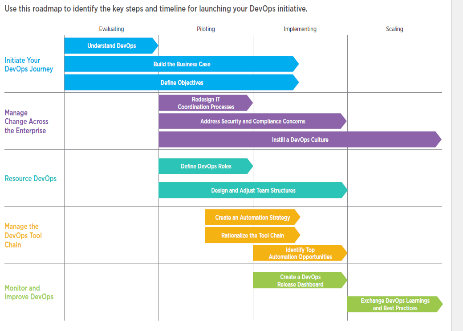 Use this roadmap to identify the key steps and timeline for launching your DevOps initiative.
Evaluating
Piloting
Implementing
Scaling
Initiate Your
DevOps Journey
Understand DevOps
Build the Business Case
Define Objectives
Manage
Change Across
the Enterprise
Redesign IT
Coordination Processes
Address Security and Compliance Concerns
Instill a DevOps Culture
Resource DevOps
Define DevOps Roles
Design and Adjust Team Structures
Manage the
DevOps Tool
Chain
Create an Automation Strategy
Rationalize the Tool Chain
Identify Top
Automation Opportunities
Monitor and
Improve DevOps
Create a DevOps
Release Dashboard
Exchange DevOps Learnings
and Best Practices